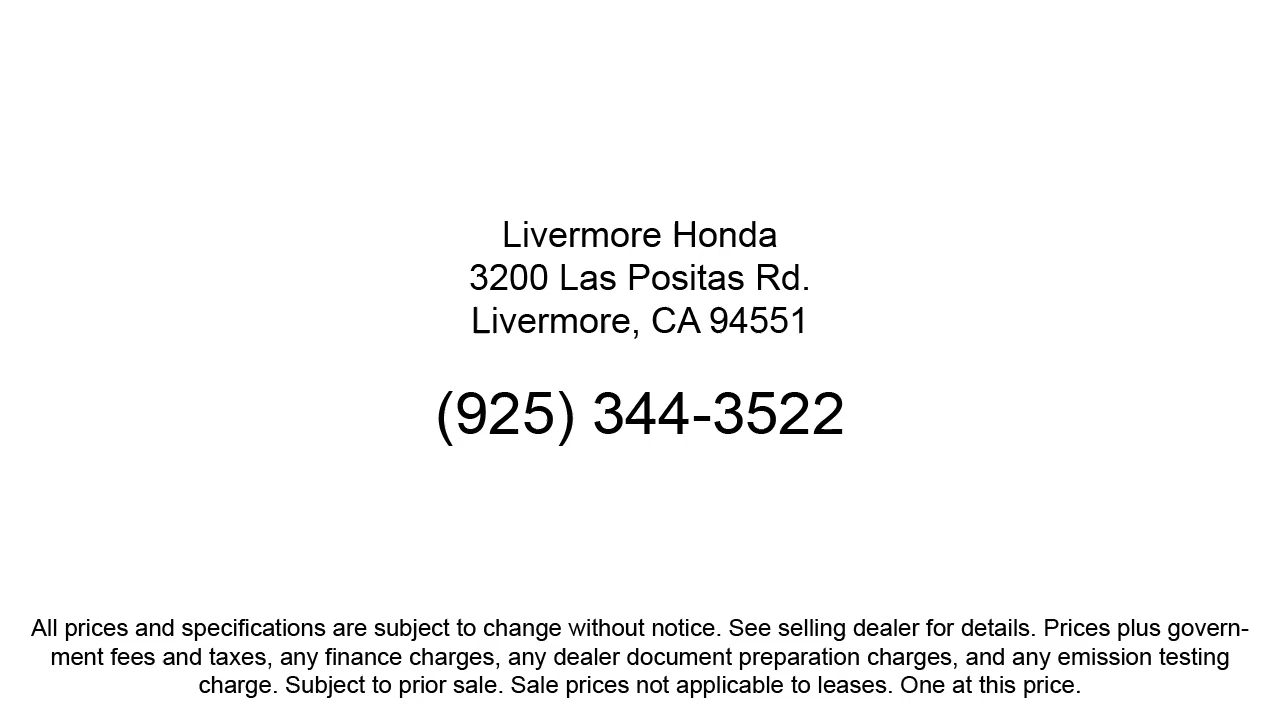 Livermore Honda
3200 Las Positas Rd.
Livermore, CA 94551
(925) 344-3522
All prices and specifications are subject to change without notice. See selling dealer for details. Prices plus govern-
ment fees and taxes, any finance charges, any dealer document preparation charges, and any emission testing
charge. Subject to prior sale. Sale prices not applicable to leases. One at this price.